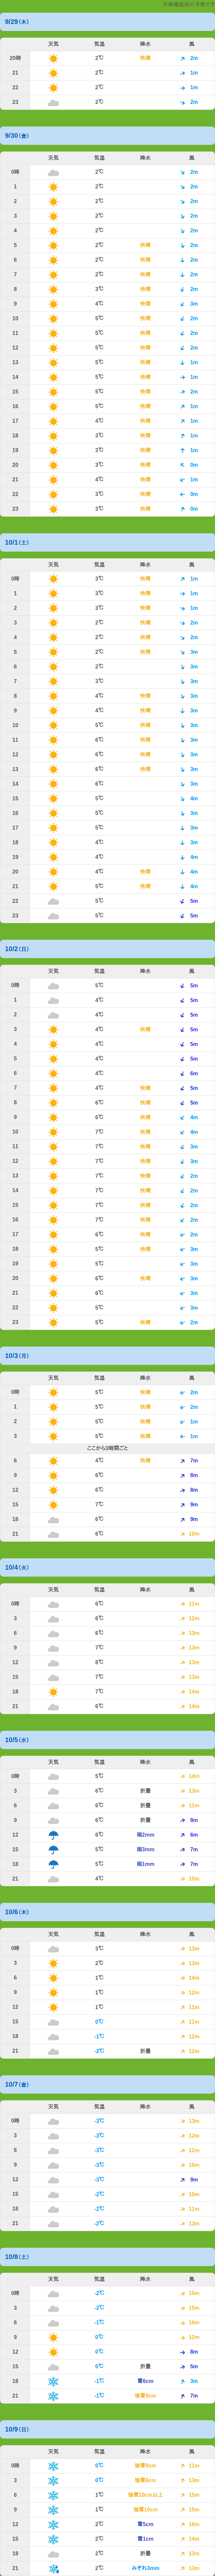 ※稜線風最の予報です
9/29（木）
天気 気温 降水 風
20時 2℃ 快晴 2m
21 2℃ 1m
22 2℃ 1m
23 2℃ 2m
9/30（金）
天気 気温 降水 風
0時 2℃ 2m
1 2℃ 2m
2 2℃ 2m
3 2℃ 2m
4 2℃ 2m
5 2℃ 快晴 2m
6 2℃ 快晴 2m
7 2℃ 快晴 2m
8 3℃ 快晴 2m
9 4℃ 快晴 3m
10 5℃ 快晴 2m
11 5℃ 快晴 2m
12 5℃ 快晴 2m
13 5℃ 快晴 1m
14 5℃ 快晴 1m
15 5℃ 快晴 2m
16 5℃ 快晴 1m
17 4℃ 快晴 1m
18 3℃ 快晴 1m
19 3℃ 快晴 1m
20 3℃ 快晴 0m
21 4℃ 快晴 1m
22 3℃ 快晴 0m
23 3℃ 快晴 0m
10/1（土）
天気 気温 降水 風
0時 3℃ 快晴 1m
1 3℃ 快晴 1m
2 3℃ 快晴 1m
3 2℃ 快晴 2m
4 2℃ 快晴 2m
5 2℃ 快晴 3m
6 2℃ 3m
7 3℃ 3m
8 4℃ 快晴 3m
9 4℃ 快晴 3m
10 5℃ 快晴 3m
11 6℃ 快晴 3m
12 6℃ 快晴 3m
13 6℃ 快晴 3m
14 6℃ 3m
15 5℃ 4m
16 5℃ 3m
17 5℃ 3m
18 4℃ 3m
19 4℃ 4m
20 4℃ 快晴 4m
21 5℃ 快晴 4m
22 5℃ 5m
23 5℃ 5m
10/2（日）
天気 気温 降水 風
0時 5℃ 5m
1 4℃ 5m
2 4℃ 5m
3 4℃ 快晴 5m
4 4℃ 5m
5 4℃ 5m
6 4℃ 6m
7 4℃ 快晴 5m
8 6℃ 快晴 5m
9 6℃ 快晴 4m
10 7℃ 快晴 4m
11 7℃ 快晴 3m
12 7℃ 快晴 3m
13 7℃ 快晴 2m
14 7℃ 快晴 2m
15 7℃ 快晴 2m
16 7℃ 快晴 2m
17 6℃ 快晴 2m
18 5℃ 快晴 3m
19 5℃ 3m
20 6℃ 快晴 3m
21 6℃ 3m
22 5℃ 3m
23 5℃ 快晴 2m
10/3（月）
天気 気温 降水 風
0時 5℃ 快晴 2m
1 5℃ 快晴 2m
2 5℃ 快晴 1m
3 5℃ 快晴 1m
ここから3時間ごと
6 4℃ 快晴 7m
9 6℃ 8m
12 6℃ 8m
15 7℃ 9m
18 6℃ 9m
21 6℃ 10m
10/4（火）
天気 気温 降水 風
0時 6℃ 11m
3 6℃ 12m
6 6℃ 13m
9 7℃ 13m
12 8℃ 13m
15 7℃ 13m
18 7℃ 14m
21 6℃ 14m
10/5（水）
天気 気温 降水 風
0時 5℃ 14m
3 6℃ 折曇 13m
6 6℃ 折曇 11m
9 6℃ 折曇 8m
12 6℃ 雨2mm 6m
15 5℃ 雨3mm 7m
18 5℃ 雨1mm 7m
21 4℃ 10m
10/6（木）
天気 気温 降水 風
0時 3℃ 13m
3 2℃ 13m
6 1℃ 14m
9 1℃ 12m
12 1℃ 11m
15 0℃ 11m
18 -1℃ 12m
21 -2℃ 折曇 12m
10/7（金）
天気 気温 降水 風
0時 -3℃ 13m
3 -3℃ 12m
6 -3℃ 12m
9 -3℃ 10m
12 -3℃ 9m
15 -2℃ 10m
18 -2℃ 11m
21 -2℃ 13m
10/8（土）
天気 気温 降水 風
0時 -2℃ 15m
3 -2℃ 15m
6 -1℃ 16m
9 0℃ 12m
12 0℃ 8m
15 0℃ 折曇 5m
18 -1℃ 雪6cm 3m
21 -1℃ 強雪9cm 7m
10/9（日）
天気 気温 降水 風
0時 0℃ 強雪9cm 11m
3 0℃ 強雪8cm 13m
6 1℃ 強雪10cm以上 15m
9 1℃ 強雪10cm 15m
12 2℃ 雪5cm 16m
15 2℃ 雪1cm 14m
18 2℃ 折曇 13m
21 2℃ みぞれ3mm 13m